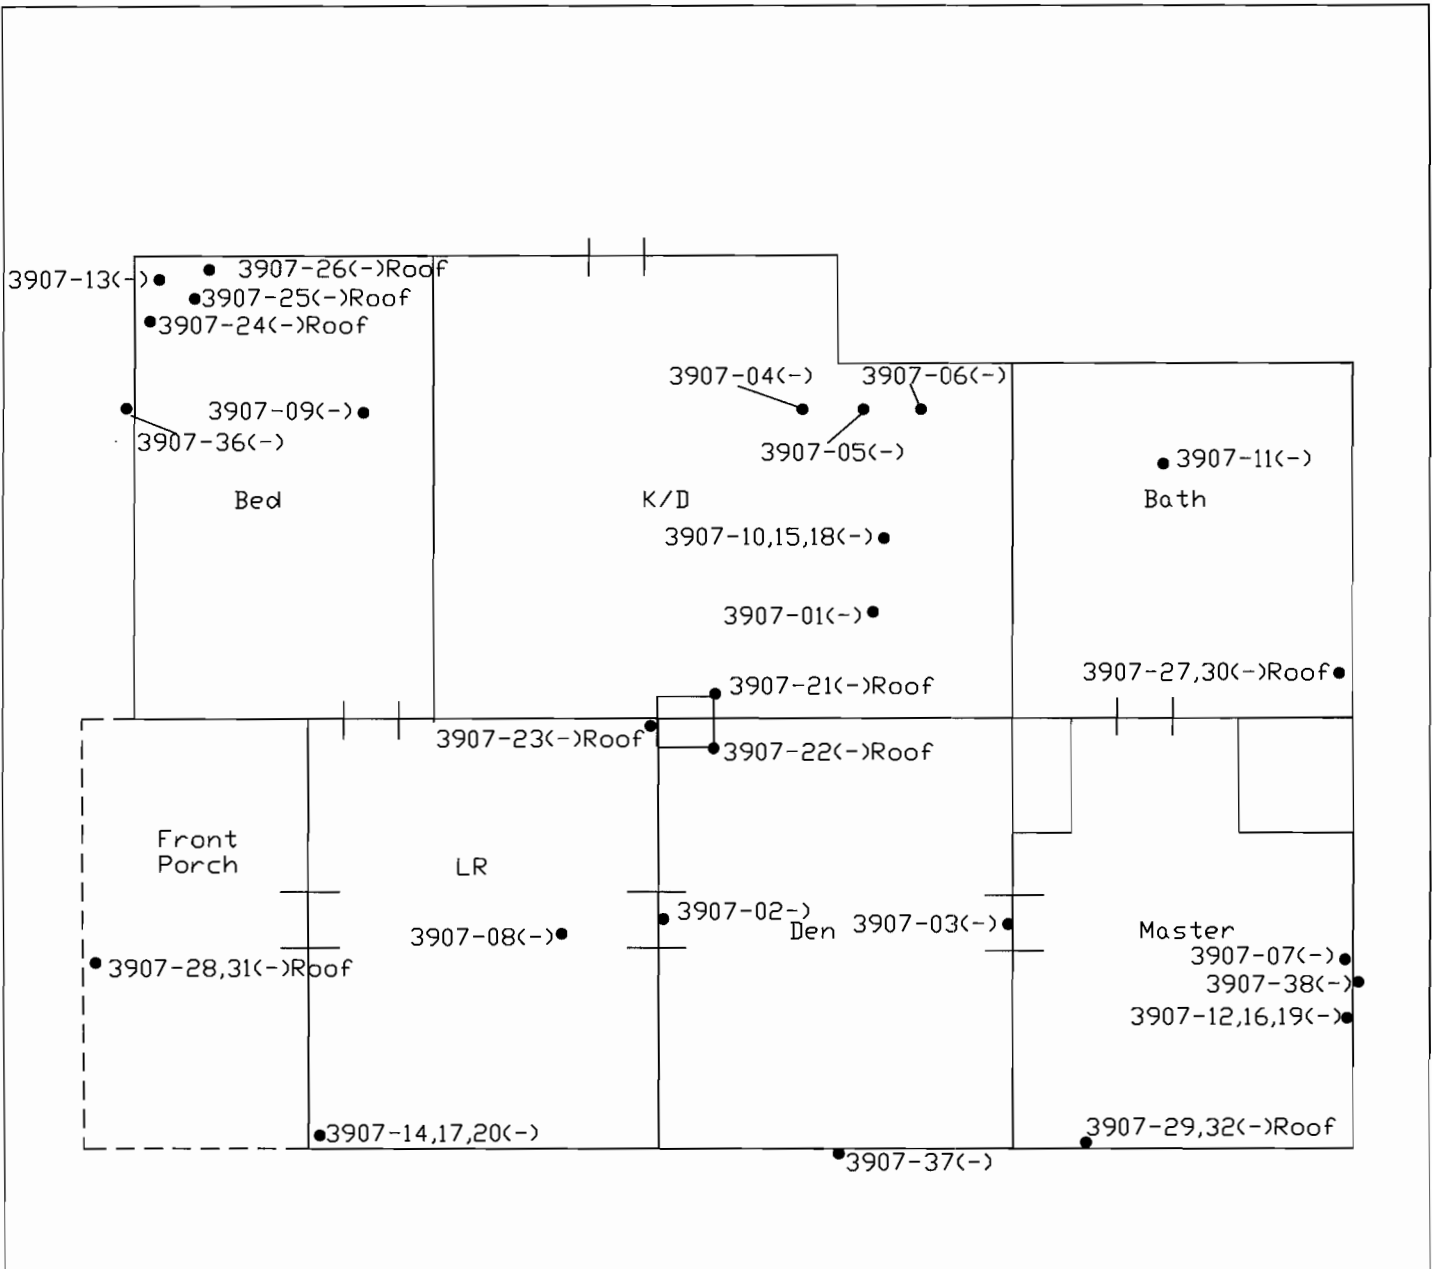 3907-26(-)Roof
3907-13(-)
3907-25(-)Roof
3907-24(-)Roof
3907-04(-)
3907-06(-)
3907-09(-)
3907-36(-)
3907-05(-)
3907-11(-)
Bed
K/D
Bath
3907-10,15,18(-)
3907-01(-)
3907-27,30(-)Roof
3907-21(-)Roof
3907-23(-)Roof
3907-22(-)Roof
Front
Porch
LR
3907-02-)
3907-03(-)
Den
Master
3907-08(-)
3907-07(-)
3907-28,31(-)Roof
3907-38(-)
3907-12,16,19(-)
3907-14,17,20(-)
3907-29,32(-)Roof
3907-37(-)